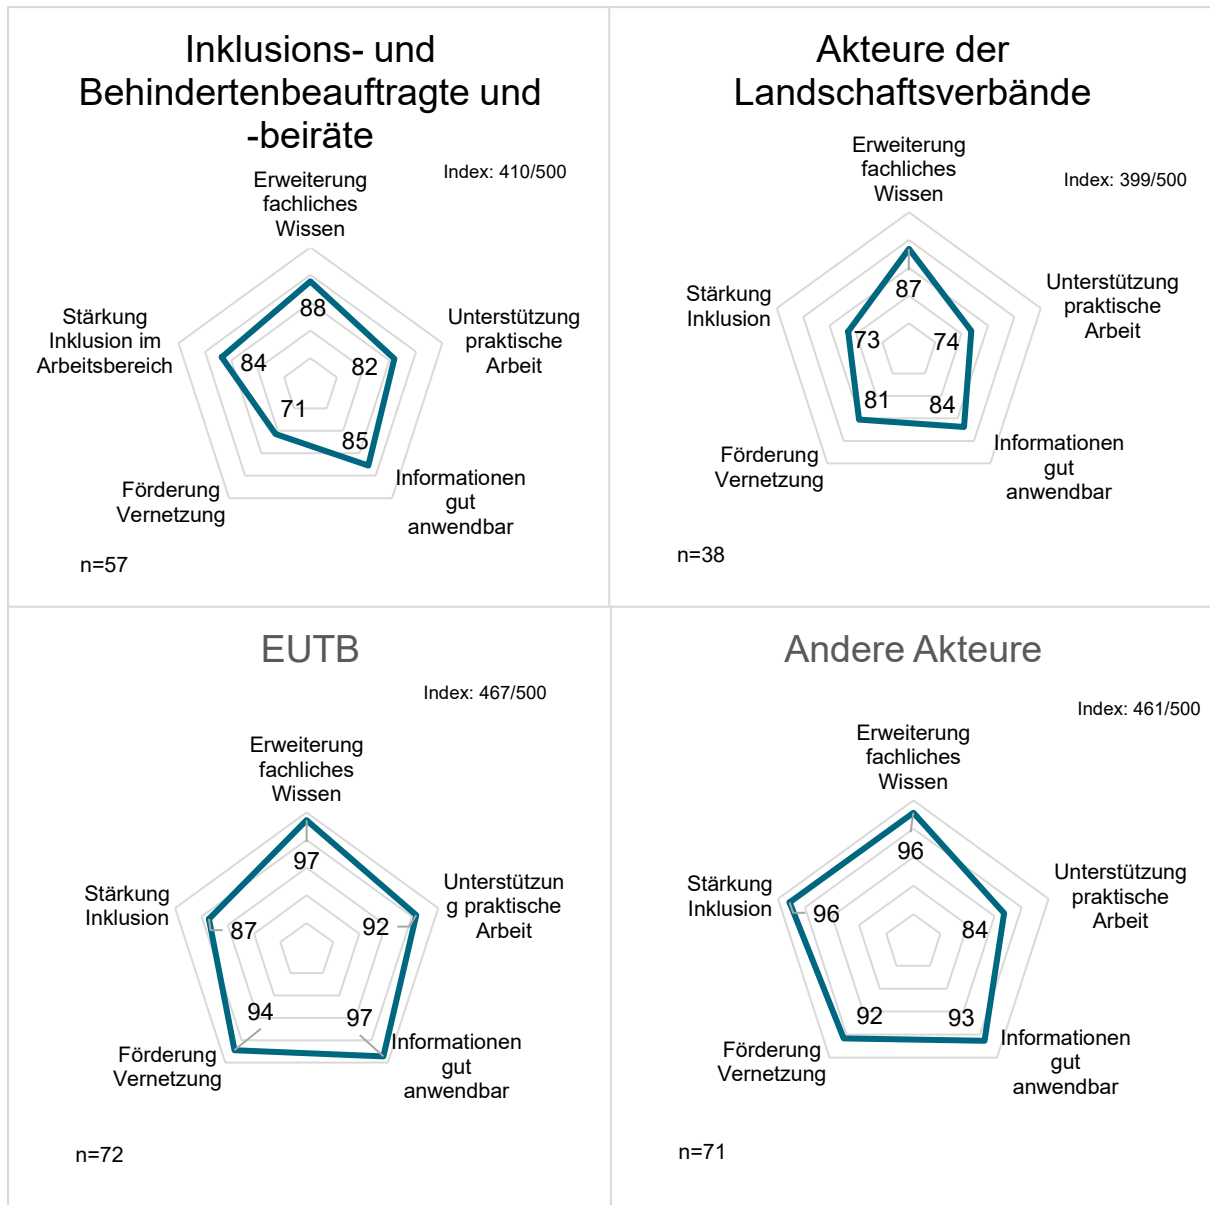 Inklusions- und
Behindertenbeauftragte und
-beiräte
Index: 410/500
Erweiterung
fachliches
Wissen
88
Unterstützung
praktische
Arbeit
82
Informationen
gut
anwendbar
85
Förderung
Vernetzung
71
Stärkung
Inklusion im
Arbeitsbereich
84
n=57
Akteure der
Landschaftsverbände
Index: 399/500
Erweiterung
fachliches
Wissen
87
Unterstützung
praktische
Arbeit
74
Informationen
gut
anwendbar
84
Förderung
Vernetzung
81
Stärkung
Inklusion
73
n=38
EUTB
Index: 467/500
Erweiterung
fachliches
Wissen
97
Unterstützun
g praktische
Arbeit
92
Informationen
gut
anwendbar
97
Förderung
Vernetzung
94
Stärkung
Inklusion
87
n=72
Andere Akteure
Index: 461/500
Erweiterung
fachliches
Wissen
96
Unterstützung
praktische
Arbeit
84
Informationen
gut
anwendbar
93
Förderung
Vernetzung
92
Stärkung
Inklusion
96
n=71